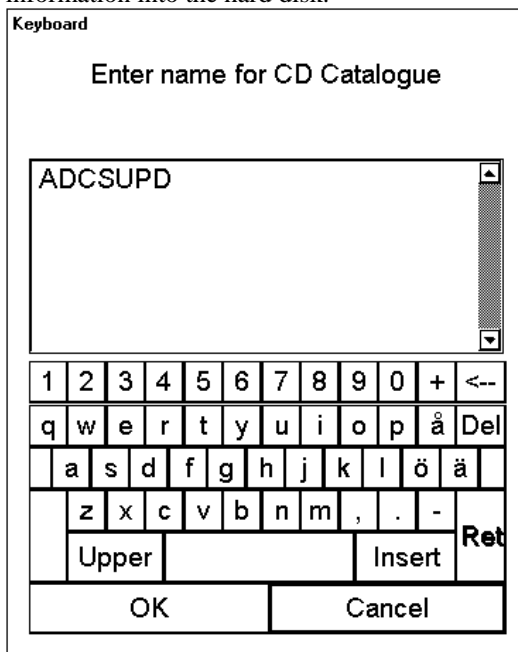 information into the hard disk.
Keyboard
Enter name for CD Catalogue
ADCSUPD
1 2 3 4 5 6 7 8 9 0 + <--
q w e r t y u i o p å Del
a s d f g h j k l ö ä
z x c v b n m , . -
Ret
Upper Insert
OK Cancel